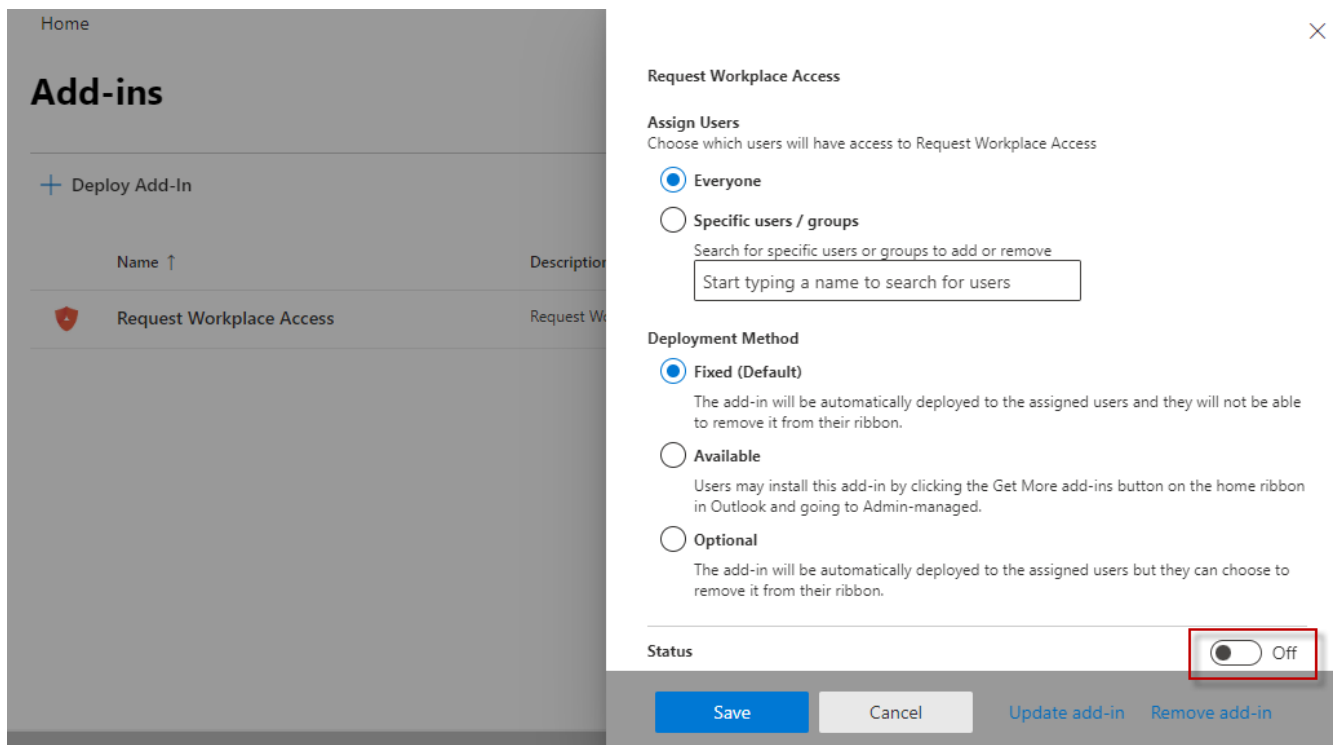 Home
Add-ins
Deploy Add-In
Name ↑
Description
Request Workplace Access
Request
Request Workplace Access
Assign Users
Choose which users will have access to Request Workplace Access
Everyone
Specific users / groups
Search for specific users or groups to add or remove
Start typing a name to search for users
Deployment Method
Fixed (Default)
The add-in will be automatically deployed to the assigned users and they will not be able
to remove it from their ribbon.
Available
Users may install this add-in by clicking the Get More add-ins button on the home ribbon
in Outlook and going to Admin-managed.
Optional
The add-in will be automatically deployed to the assigned users but they can choose to
remove it from their ribbon.
Status
Off
Save
Cancel
Update add-in
Remove add-in